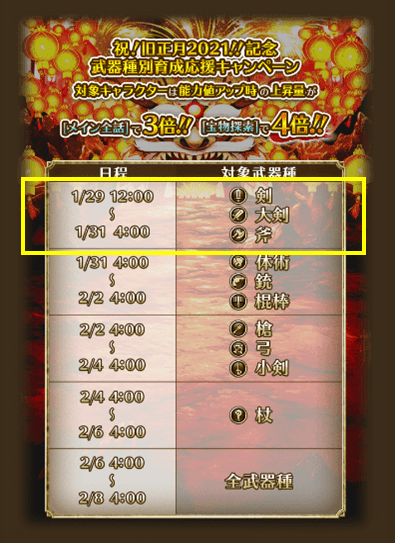 祝!旧正月2021!!記念
武器種別育成応援キャンペーン
対象キャラクターは能力値アップ時の上昇量が
[メイン全話]で3倍!! [宝物探索]で4倍!!
日程 対象武器種
1/29 12:00 剣
〜 大剣
1/31 4:00 斧
1/31 4:00 体術
〜 銃
2/2 4:00 棍棒
2/2 4:00 槍
〜 弓
2/4 4:00 小剣
2/4 4:00
〜 杖
2/6 4:00
2/6 4:00
〜 全武器種
2/8 4:00